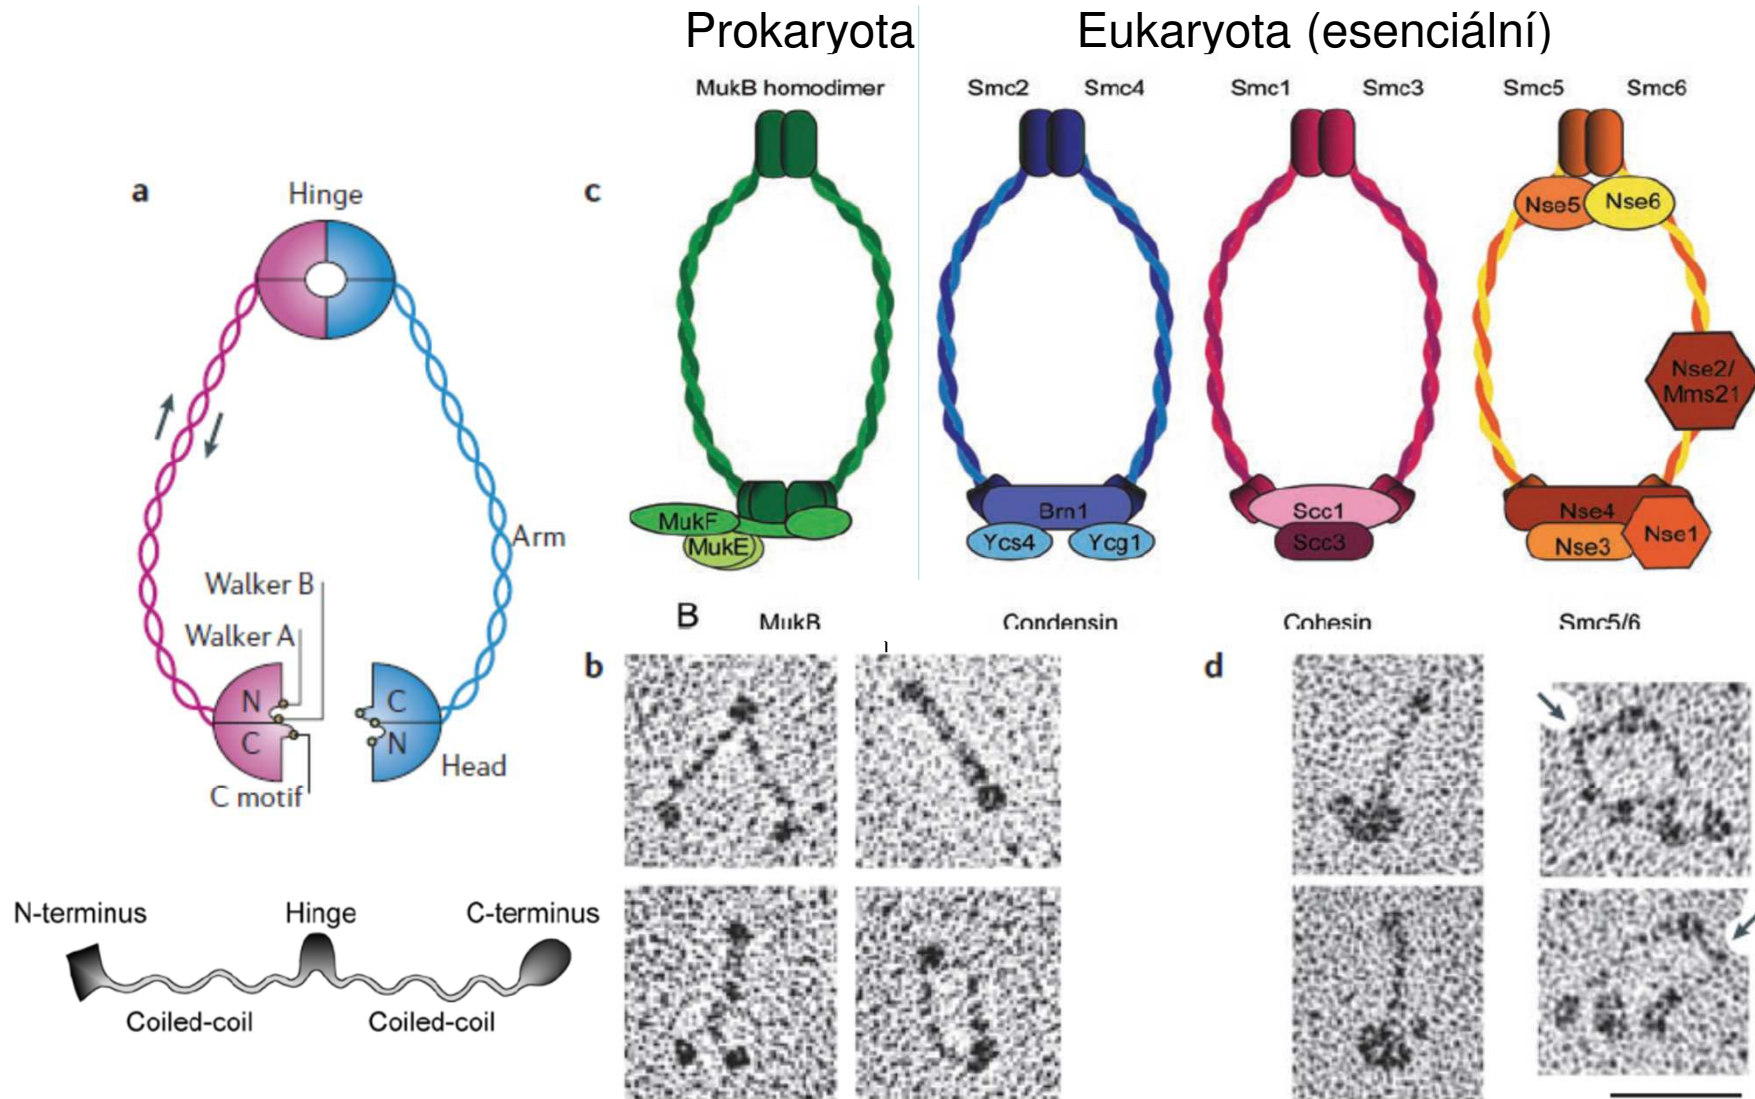 Prokaryota
Eukaryota (esenciální)
MukB homodimer
Smc2
Smc4
Smc1
Smc3
Smc5
Smc6
a
Hinge
c
Nse5
Nse6
Nse2/
Mms21
Arm
MukF
MukE
Brn1
Ycs4
Ycg1
Scc1
Scc3
Nse4
Nse3
Nse1
Walker B
Walker A
N
C
C
N
Head
C motif
B
MukB
Condensin
Cohesin
Smc5/6
b
d
N-terminus
Hinge
C-terminus
Coiled-coil
Coiled-coil